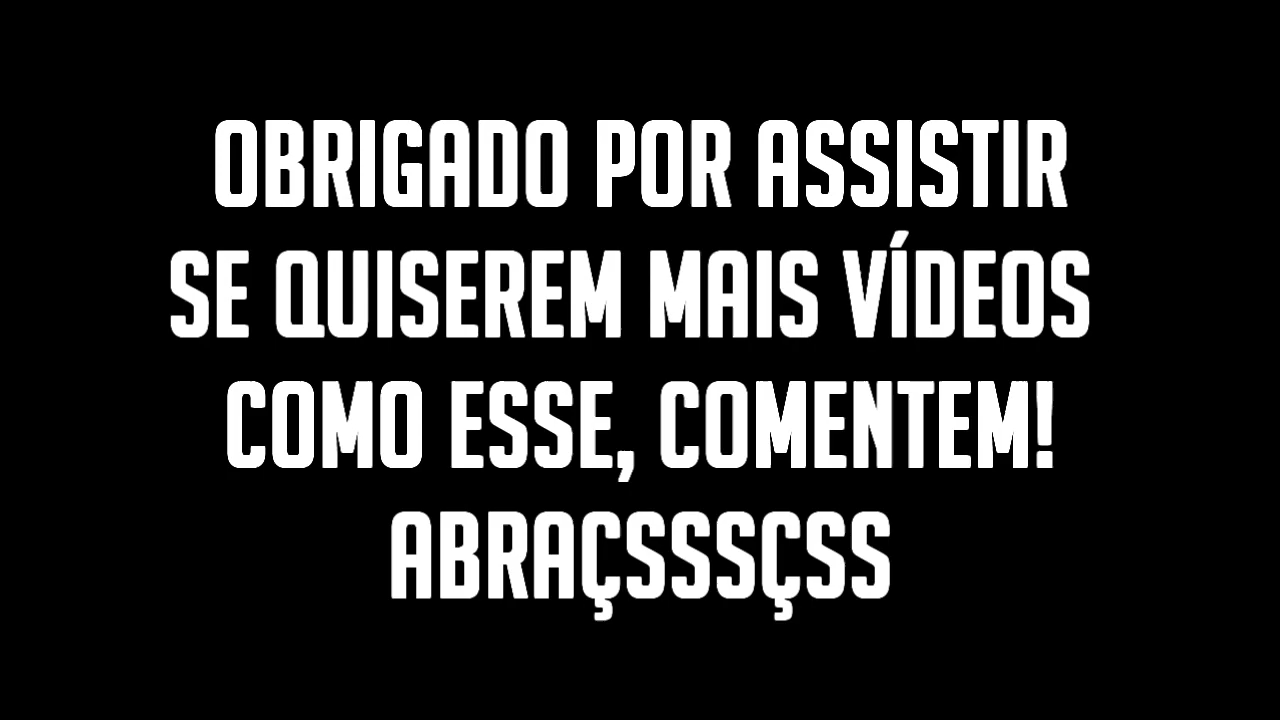 OBRIGADO POR ASSISTIR
SE QUISEREM MAIS VÍDEOS
COMO ESSE, COMENTEM!
ABRAÇSSSÇSS